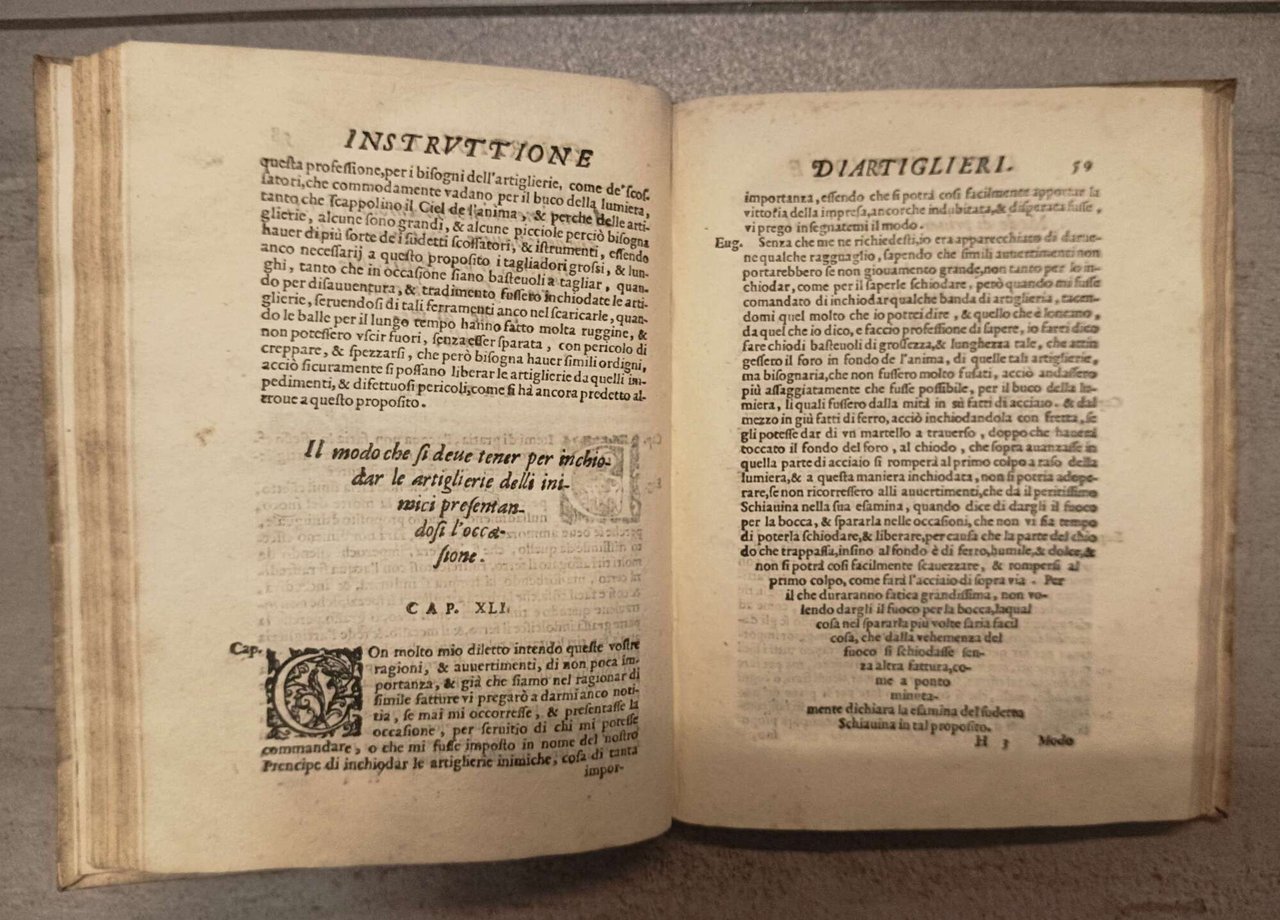 INSTRVTTIONE
questa professione, per i bisogni dell'artiglierie, come de' scos-
satori, che commodamente vadano per il buco della lumiera,
tanto che scappolino il Ciel de l'anima, & perche delle arti-
glierie, alcune sono grandi, & alcune picciole perciò bisogna
hauer di più sorte de i sudetti scossatori, & istrumenti, essendo
anco necessarij a questo proposito i tagliadori grossi, & lun-
ghi, tanto che in occasione siano basteuoli a tagliar, quan-
do per disauuentura, & tradimento fussero inchiodate le arti-
glierie, seruendosi di tali ferramenti anco nel scaricarle, quan-
do le balle per il lungo tempo hanno fatto molta ruggine, &
non potessero vscir fuori, senza esser sparata, con pericolo di
creppare, & spezzarsi, che però bisogna hauer simili ordigni,
acciò sicuramente si possano liberar le artiglierie da quelli im-
pedimenti, & difettuosi pericoli, come si hà ancora predetto al-
troue a questo proposito.
Il modo che si deue tener per inchio-
dar le artiglierie delli ini-
mici presentan-
dosi l'occa-
sione.
CAP. XLI.
Cap. COn molto mio diletto intendo queste vostre
ragioni, & auuertimenti, di non poca im-
portanza, & già che siamo nel ragionar di
simile fatture vi pregarò a darmi anco noti-
tia, se mai mi occorresse, & presentasse la
occasione, per seruitio di chi mi potesse
commandare, o che mi fusse imposto in nome del nostro
Prencipe di inchiodar le artiglierie inimiche, cosa di tanta
impor-
DI ARTIGLIERI. 59
importanza, essendo che si potrà così facilmente apportar la
vittoria della impresa, ancorche indubitata, & disperata fusse,
vi prego insegnatemi il modo.
Eug. Senza che me ne richiedesti, io era apparecchiato di daruene
ne qualche ragguaglio, sapendo che simili auuertimenti non
portarebbero se non giouamento grande, non tanto per lo in-
chiodar, come per il saperle schiodare, però quando mi fusse
comandato di inchiodar qualche banda di artiglieria, tacen-
domi quel molto che io potrei dire, & quello che è lontano,
da quel che io dico, e faccio professione di sapere, io farei dico
fare chiodi basteuoli di grossezza, & lunghezza tale, che attin
gessero il foro in fondo de l'anima, di quelle tali artiglierie,
ma bisognaria, che non fussero molto fusati, acciò andassero
più assaggiatamente che fusse possibile, per il buco della lu-
miera, li quali fussero dalla mità in sù fatti di acciaio. & dal
mezzo in giù fatti di ferro, acciò inchiodandola con fretta, se
gli potesse dar di vn martello a trauerso, doppo che hauerà
toccato il fondo del foro, al chiodo, che sopra auanzasse in
quella parte di acciaio si romperà al primo colpo a raso della
lumiera, & a questa maniera inchiodata, non si potria adope-
rare, se non ricorressero alli auuertimenti, che da il peritissimo
Schiauina nella sua esamina, quando dice di dargli il fuoco
per la bocca, & spararla nelle occasioni, che non vi sia tempo
di poterla schiodare, & liberare, per causa che la parte del chio
do che trappassa, insino al fondo è di ferro, humile, & dolce, &
non si potrà così facilmente scauezzare, & rompersi al
primo colpo, come farà l'acciaio di sopra via. Per
il che duraranno fatica grandissima, non vo-
lendo dargli il fuoco per la bocca, la qual
cosa nel spararla più volte saria facil
cosa, che dalla vehemenza del
fuoco si schiodasse sen-
za altra fattura, co-
me a ponto
minuta-
mente dichiara la esamina del sudetto
Schiauina in tal proposito.
H 3 Modo